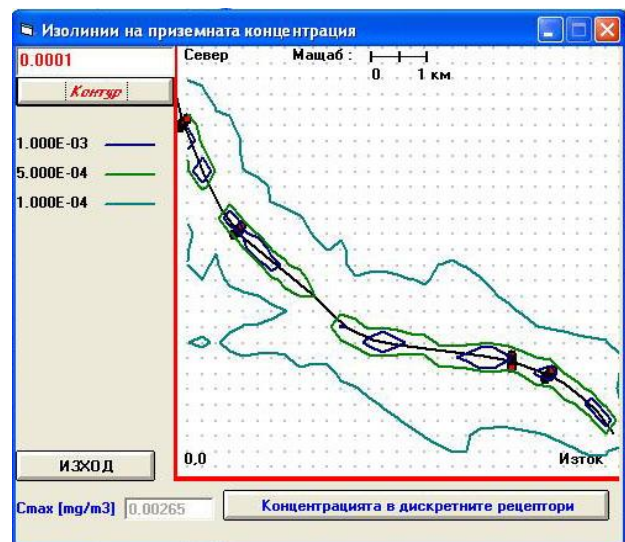 Изолинии на приземната концентрация
0.0001
Север Мащаб :
0 1 км
Контур
1.000E-03
5.000E-04
1.000E-04
ИЗХОД
0,0 Изток
Cmax [mg/m3] 0.00265 Концентрацията в дискретните рецептори